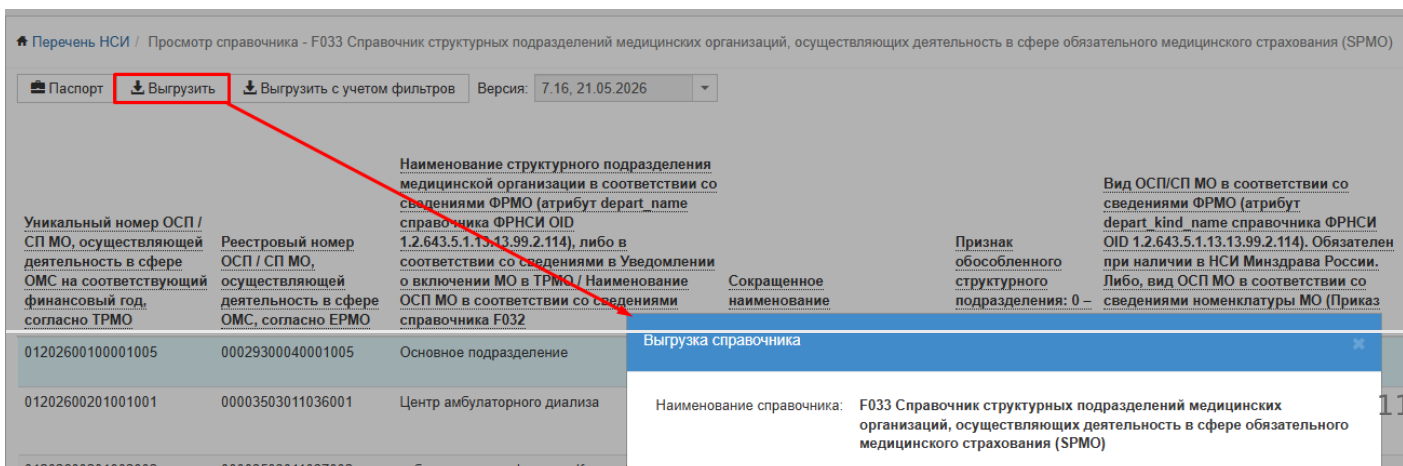 Перечень НСИ / Просмотр справочника - F033 Справочник структурных подразделений медицинских организаций, осуществляющих деятельность в сфере обязательного медицинского страхования (SPMO)
Паспорт Выгрузить Выгрузить с учетом фильтров Версия: 7.16, 21.05.2026
Уникальный номер ОСП /
СП МО, осуществляющей
деятельность в сфере
ОМС на соответствующий
финансовый год,
согласно ТРМО
Реестровый номер
ОСП / СП МО,
осуществляющей
деятельность в сфере
ОМС, согласно ЕРМО
Наименование структурного подразделения
медицинской организации в соответствии со
сведениями ФРМО (атрибут depart_name
справочника ФРНСИ OID
1.2.643.5.1.13.13.99.2.114), либо в
соответствии со сведениями в Уведомлении
о включении МО в ТРМО / Наименование
ОСП МО в соответствии со сведениями
справочника F032
Сокращенное
наименование
Признак
обособленного
структурного
подразделения: 0 –
Вид ОСП/СП МО в соответствии со
сведениями ФРМО (атрибут
depart_kind_name справочника ФРНСИ
OID 1.2.643.5.1.13.13.99.2.114). Обязателен
при наличии в НСИ Минздрава России.
Либо, вид ОСП МО в соответствии со
сведениями номенклатуры МО (Приказ
01202600100001005 00029300040001005 Основное подразделение
01202600201001001 00003503011036001 Центр амбулаторного диализа
Выгрузка справочника
Наименование справочника: F033 Справочник структурных подразделений медицинских
организаций, осуществляющих деятельность в сфере обязательного
медицинского страхования (SPMO)